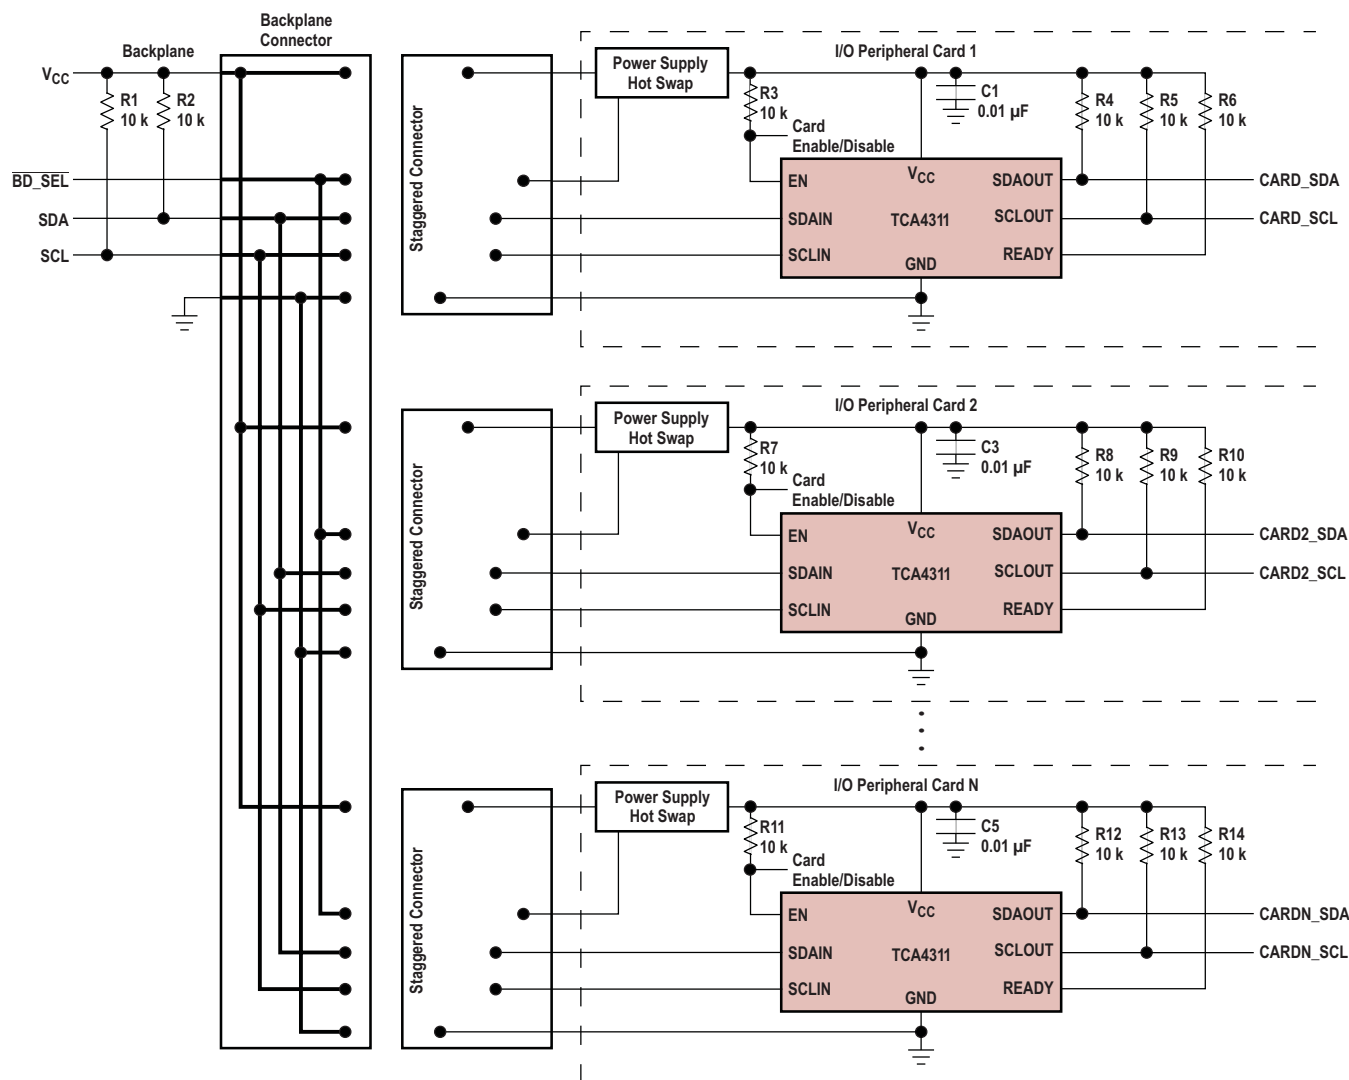 Backplane
Connector
Backplane
VCC
R1
10 k
R2
10 k
BD_SEL
SDA
SCL
Staggered Connector
Power Supply
Hot Swap
I/O Peripheral Card 1
R3
10 k
Card
Enable/Disable
C1
0.01 µF
R4
10 k
R5
10 k
R6
10 k
EN
VCC
SDAOUT
CARD_SDA
SDAIN
TCA4311
SCLOUT
CARD_SCL
SCLIN
GND
READY
Staggered Connector
Power Supply
Hot Swap
I/O Peripheral Card 2
R7
10 k
Card
Enable/Disable
C3
0.01 µF
R8
10 k
R9
10 k
R10
10 k
EN
VCC
SDAOUT
CARD2_SDA
SDAIN
TCA4311
SCLOUT
CARD2_SCL
SCLIN
GND
READY
Staggered Connector
Power Supply
Hot Swap
I/O Peripheral Card N
R11
10 k
Card
Enable/Disable
C5
0.01 µF
R12
10 k
R13
10 k
R14
10 k
EN
VCC
SDAOUT
CARDN_SDA
SDAIN
TCA4311
SCLOUT
CARDN_SCL
SCLIN
GND
READY